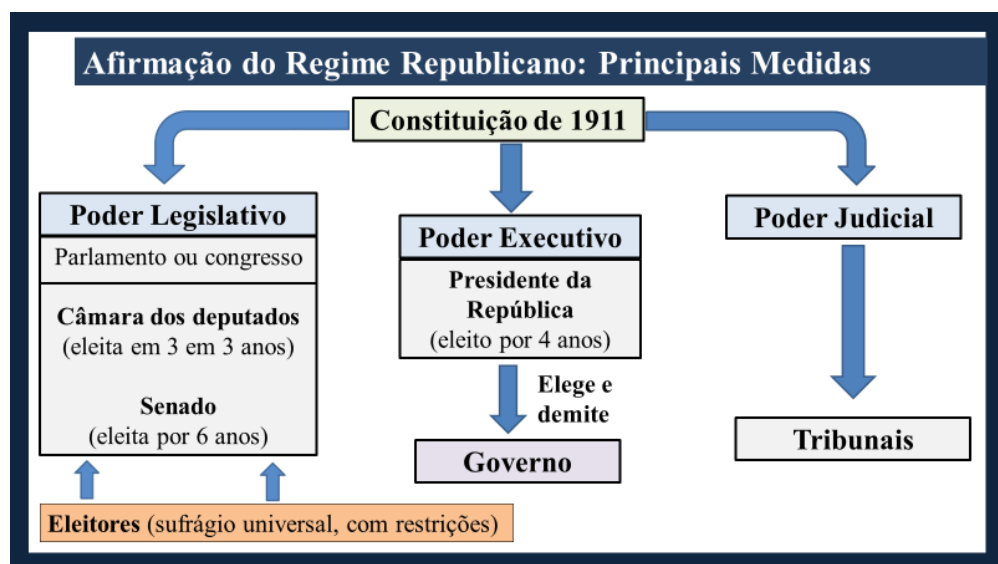 Afirmação do Regime Republicano: Principais Medidas
Constituição de 1911
Poder Legislativo
Parlamento ou congresso
Câmara dos deputados
(eleita em 3 em 3 anos)
Senado
(eleita por 6 anos)
Eleitores (sufrágio universal, com restrições)
Poder Executivo
Presidente da
República
(eleito por 4 anos)
Elege e
demite
Governo
Poder Judicial
Tribunais